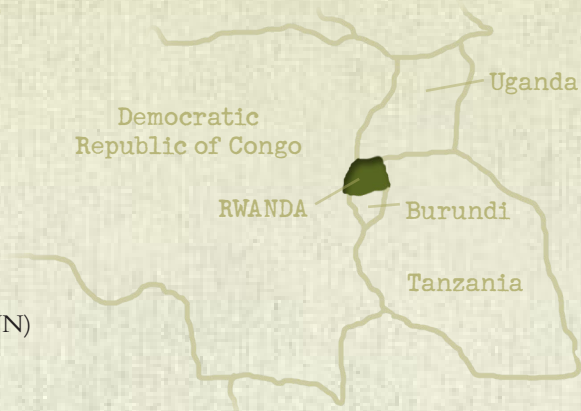 Uganda
Democratic
Republic of Congo
RWANDA
Burundi
Tanzania
N)